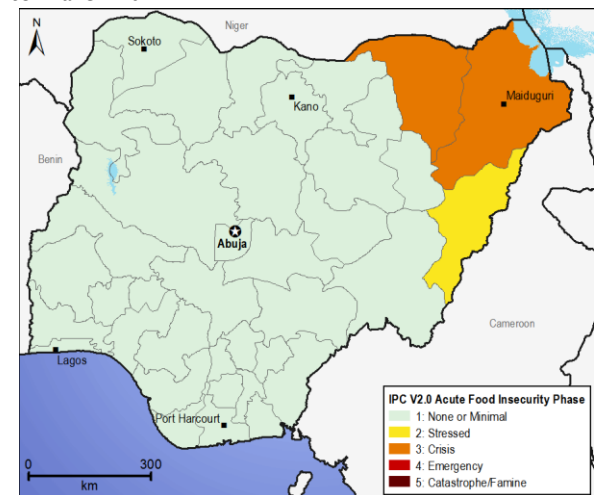 N
Niger
Sokoto
Kano
Maiduguri
Benin
Abuja
Cameroon
Lagos
Port Harcourt
IPC V2.0 Acute Food Insecurity Phase
1: None or Minimal
2: Stressed
3: Crisis
4: Emergency
5: Catastrophe/Famine
0 300
km